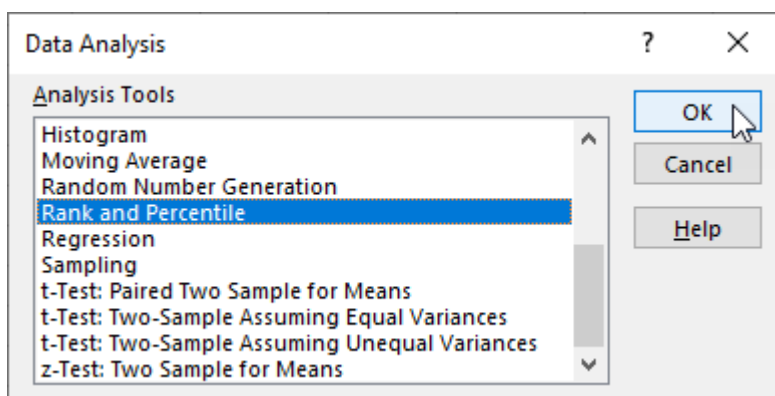 Data Analysis ?
Analysis Tools
Histogram
Moving Average
Random Number Generation
Rank and Percentile
Regression
Sampling
t-Test: Paired Two Sample for Means
t-Test: Two-Sample Assuming Equal Variances
t-Test: Two-Sample Assuming Unequal Variances
z-Test: Two Sample for Means
OK
Cancel
Help